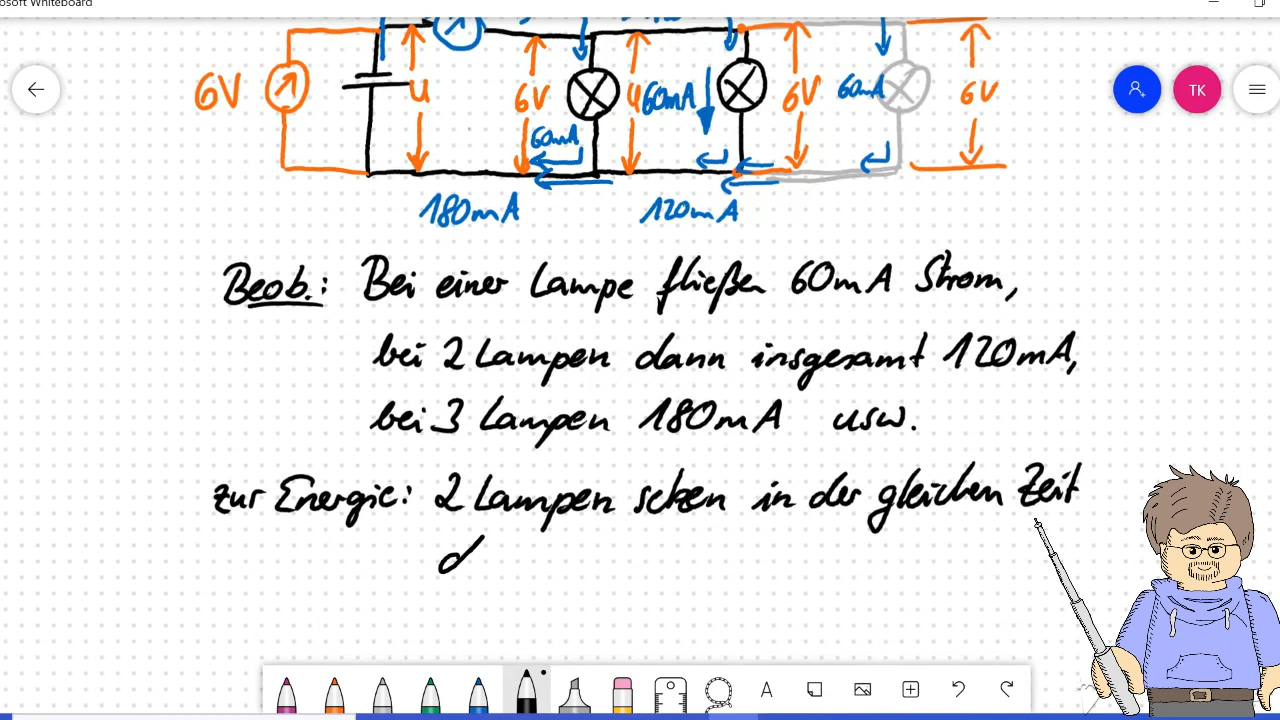 osoft Whiteboard
6V
U
6V
U
60mA
6V
60mA
6V
60mA
180mA
120mA
TK
Beob.: Bei einer Lampe fließen 60mA Strom,
bei 2 Lampen dann insgesamt 120mA,
bei 3 Lampen 180mA usw.
zur Energie: 2 Lampen setzen in der gleichen Zeit
d
A